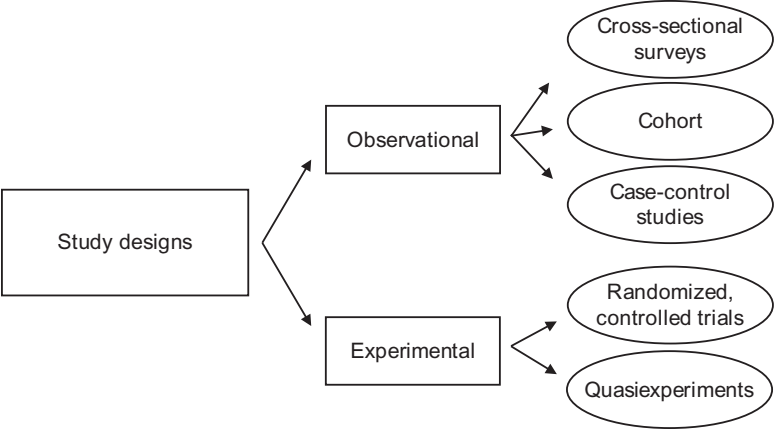 Study designs
Observational
Cross-sectional
surveys
Cohort
Case-control
studies
Experimental
Randomized,
controlled trials
Quasiexperiments